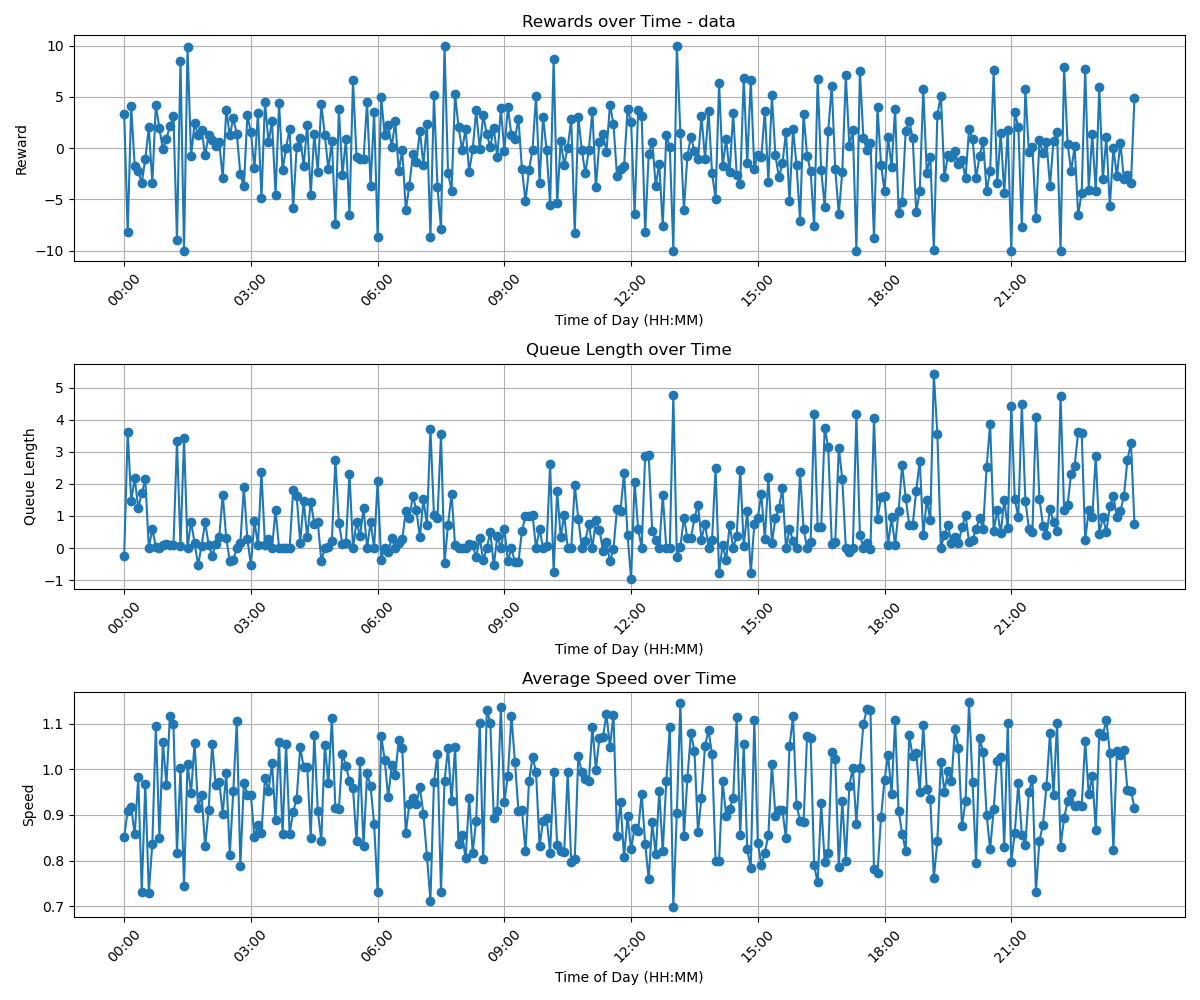 Rewards over Time - data
10
5
0
−5
−10
Reward
00:00 03:00 06:00 09:00 12:00 15:00 18:00 21:00
Time of Day (HH:MM)
Queue Length over Time
5
4
3
2
1
0
−1
Queue Length
00:00 03:00 06:00 09:00 12:00 15:00 18:00 21:00
Time of Day (HH:MM)
Average Speed over Time
1.1
1.0
0.9
0.8
0.7
Speed
00:00 03:00 06:00 09:00 12:00 15:00 18:00 21:00
Time of Day (HH:MM)